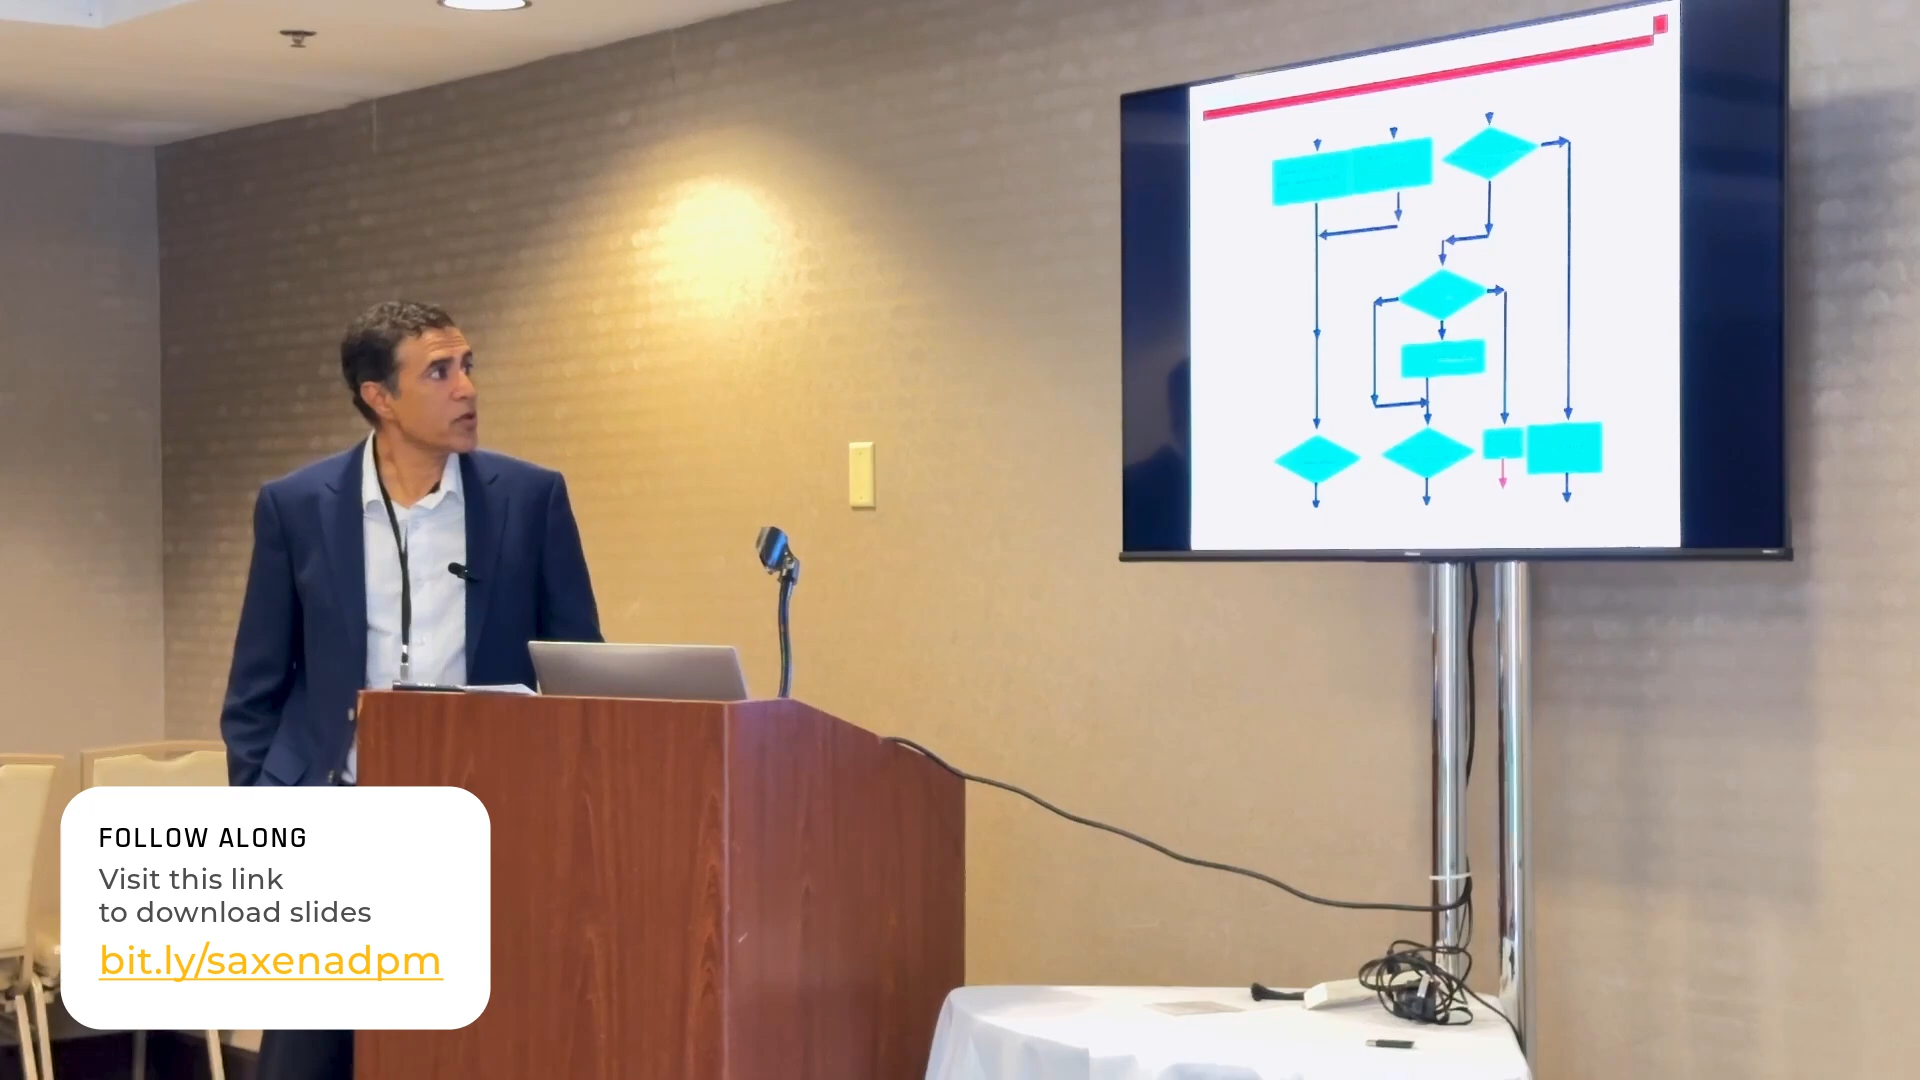 FOLLOW ALONG
Visit this link
to download slides
bit.ly/saxenadpm